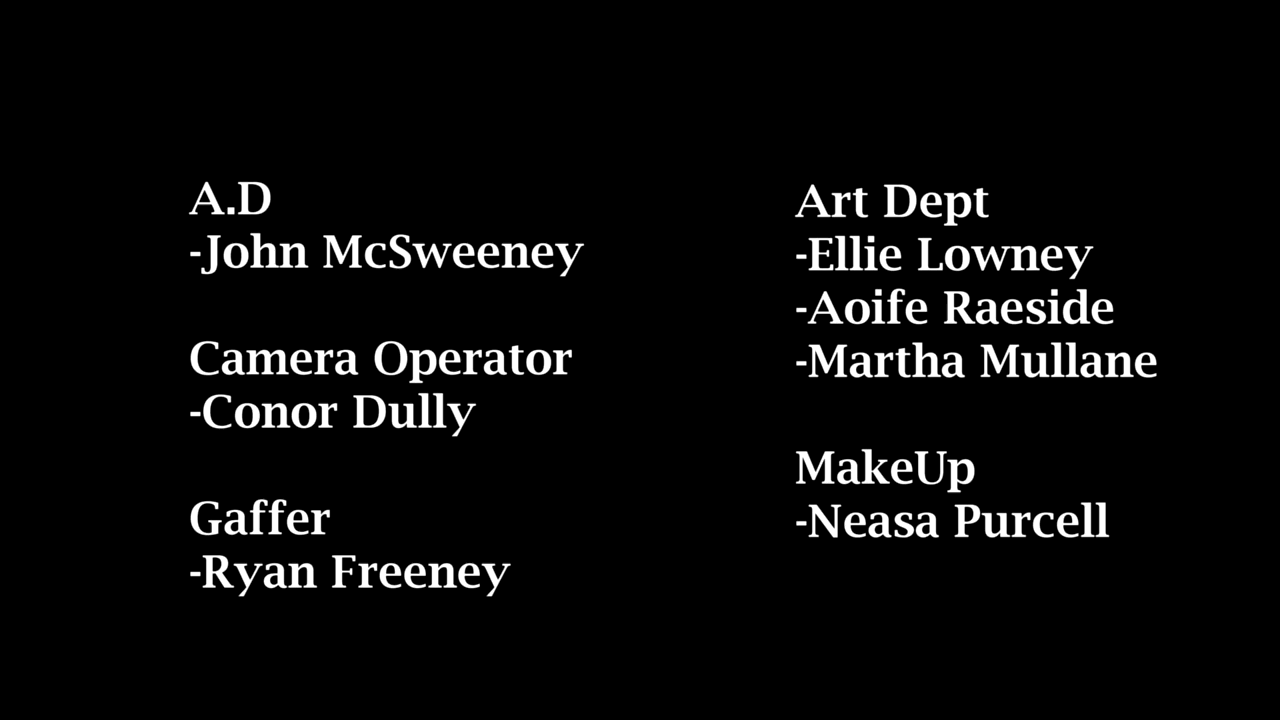 A.D
-John McSweeney
Camera Operator
-Conor Dully
Gaffer
-Ryan Freeney
Art Dept
-Ellie Lowney
-Aoife Raeside
-Martha Mullane
MakeUp
-Neasa Purcell